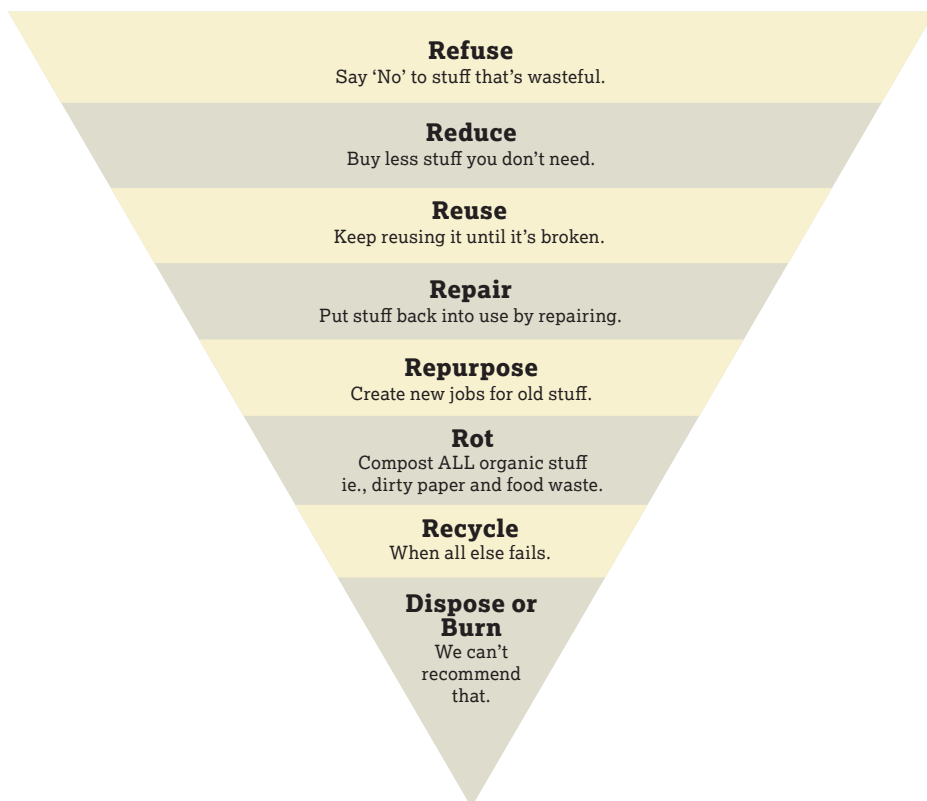 Refuse
Say ‘No’ to stuff that’s wasteful.
Reduce
Buy less stuff you don’t need.
Reuse
Keep reusing it until it’s broken.
Repair
Put stuff back into use by repairing.
Repurpose
Create new jobs for old stuff.
Rot
Compost ALL organic stuff
ie., dirty paper and food waste.
Recycle
When all else fails.
Dispose or
Burn
We can’t
recommend
that.